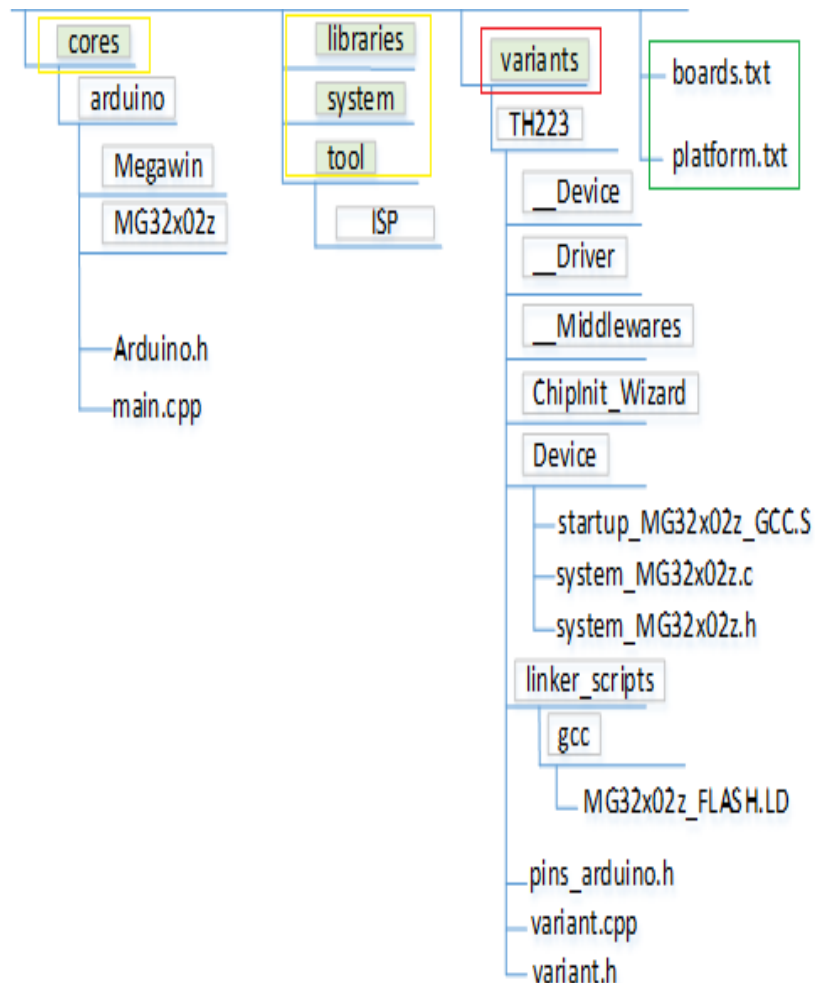 cores
arduino
Megawin
MG32x02z
Arduino.h
main.cpp
libraries
system
tool
ISP
variants
TH223
__Device
__Driver
__Middlewares
ChipInit_Wizard
Device
startup_MG32x02z_GCC.S
system_MG32x02z.c
system_MG32x02z.h
linker_scripts
gcc
MG32x02z_FLASH.LD
pins_arduino.h
variant.cpp
variant.h
boards.txt
platform.txt